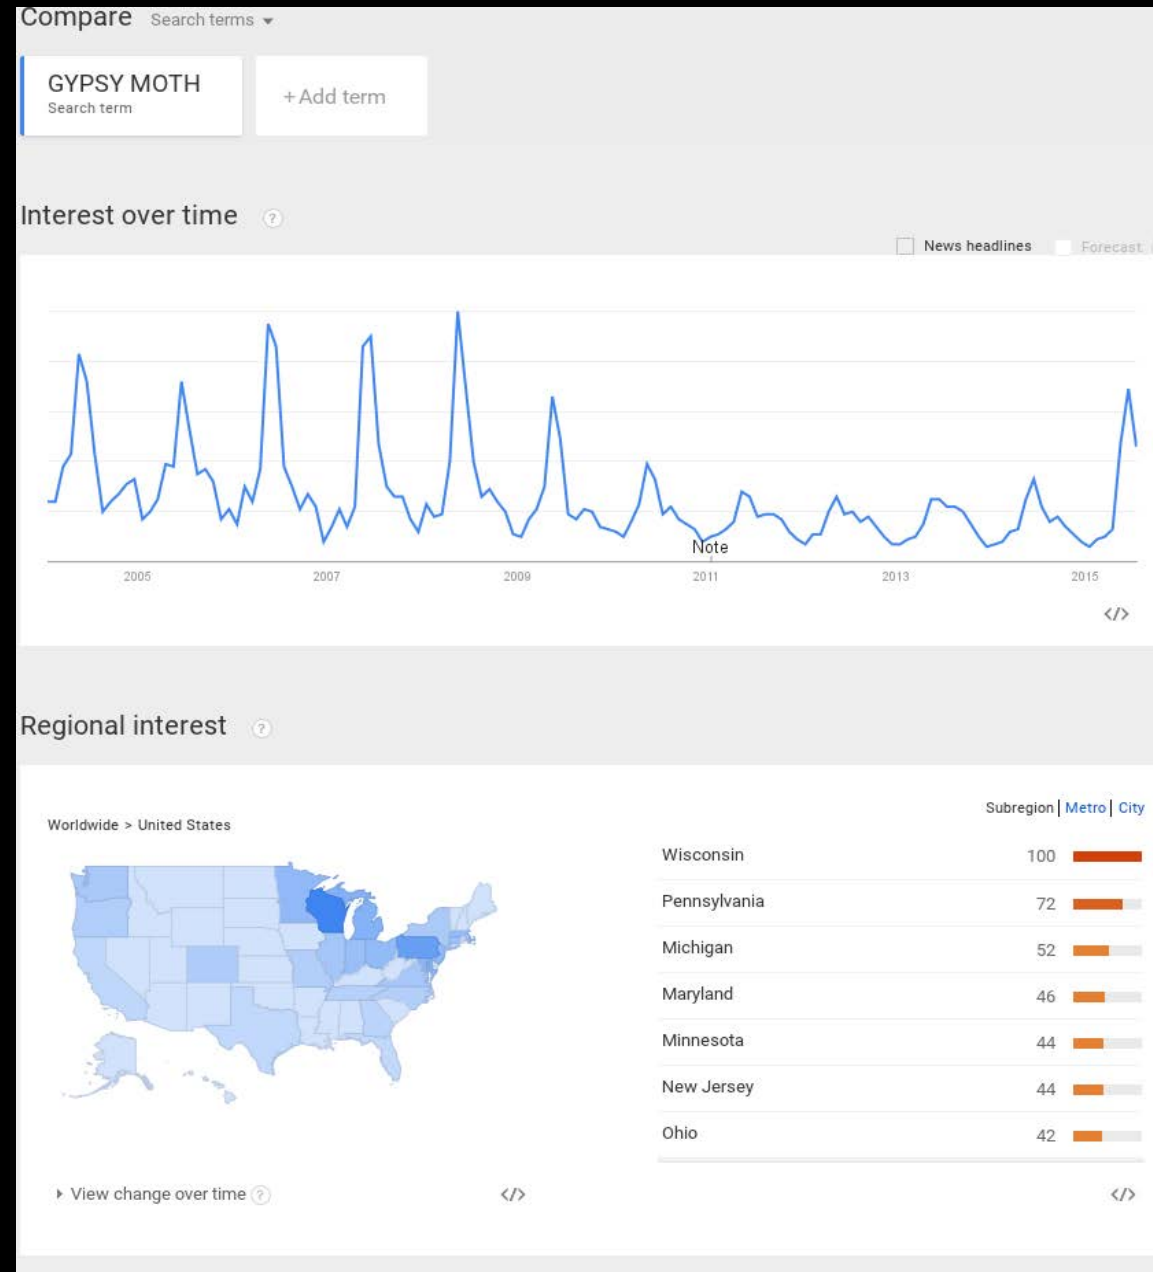 Compare Search terms
GYPSY MOTH
Search term
+Add term
Interest over time ?
News headlines Forecast
Note
2005 2007 2009 2011 2013 2015
</>
Regional interest ?
Subregion | Metro | City
Worldwide > United States
Wisconsin 100
Pennsylvania 72
Michigan 52
Maryland 46
Minnesota 44
New Jersey 44
Ohio 42
View change over time ? </> </>